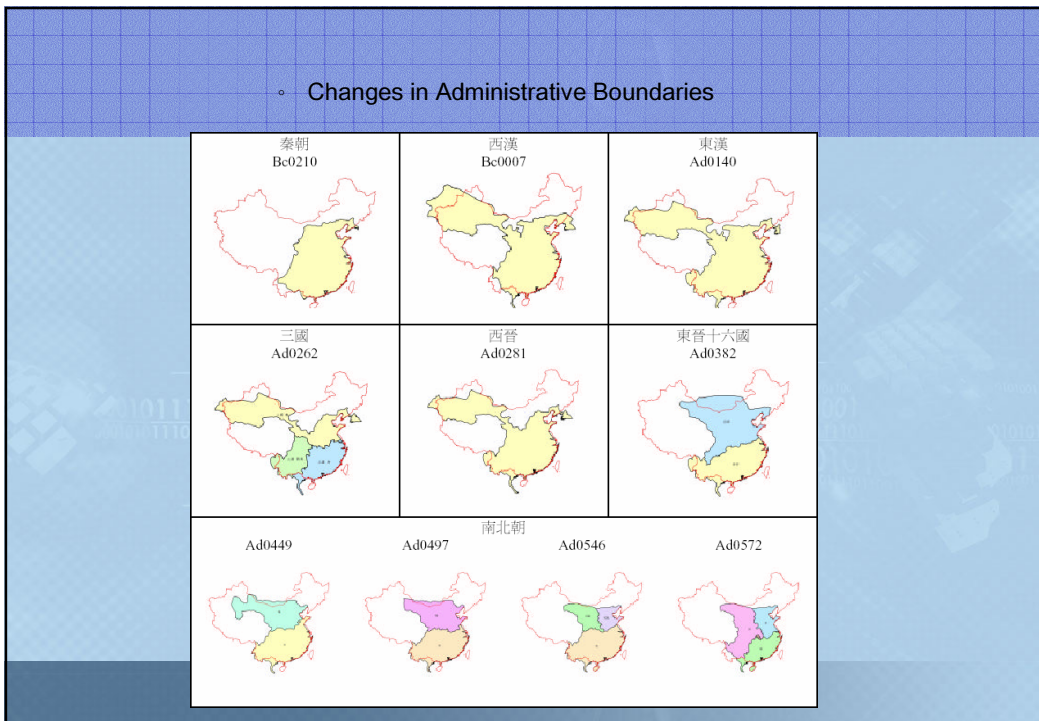 ◦ Changes in Administrative Boundaries
秦朝
Bc0210
西漢
Bc0007
東漢
Ad0140
三國
Ad0262
西晉
Ad0281
東晉十六國
Ad0382
南北朝
Ad0449
Ad0497
Ad0546
Ad0572